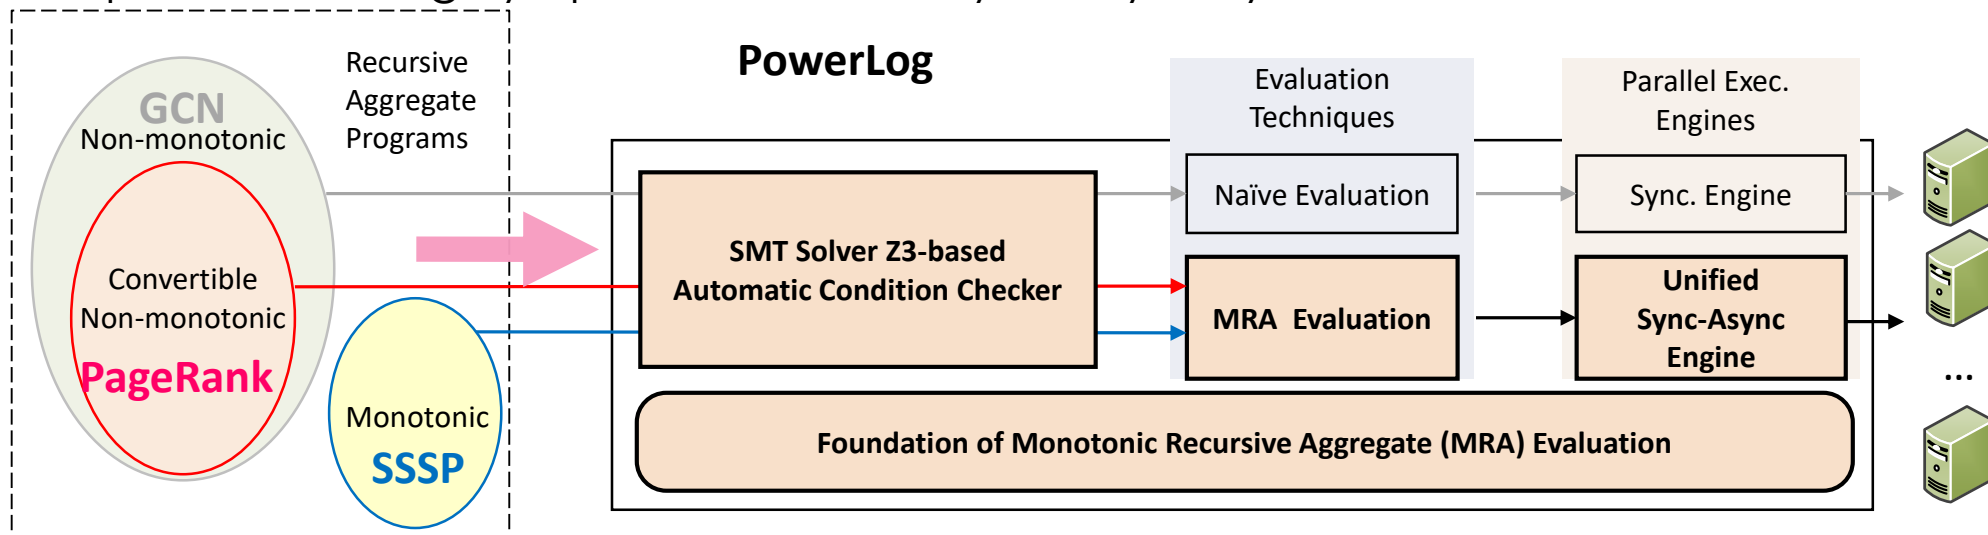 PowerLog
Recursive
Aggregate
Programs
GCN
Non-monotonic
Convertible
Non-monotonic
PageRank
Monotonic
SSSP
SMT Solver Z3-based
Automatic Condition Checker
Evaluation
Techniques
Naïve Evaluation
MRA Evaluation
Parallel Exec.
Engines
Sync. Engine
Unified
Sync-Async
Engine
...
Foundation of Monotonic Recursive Aggregate (MRA) Evaluation